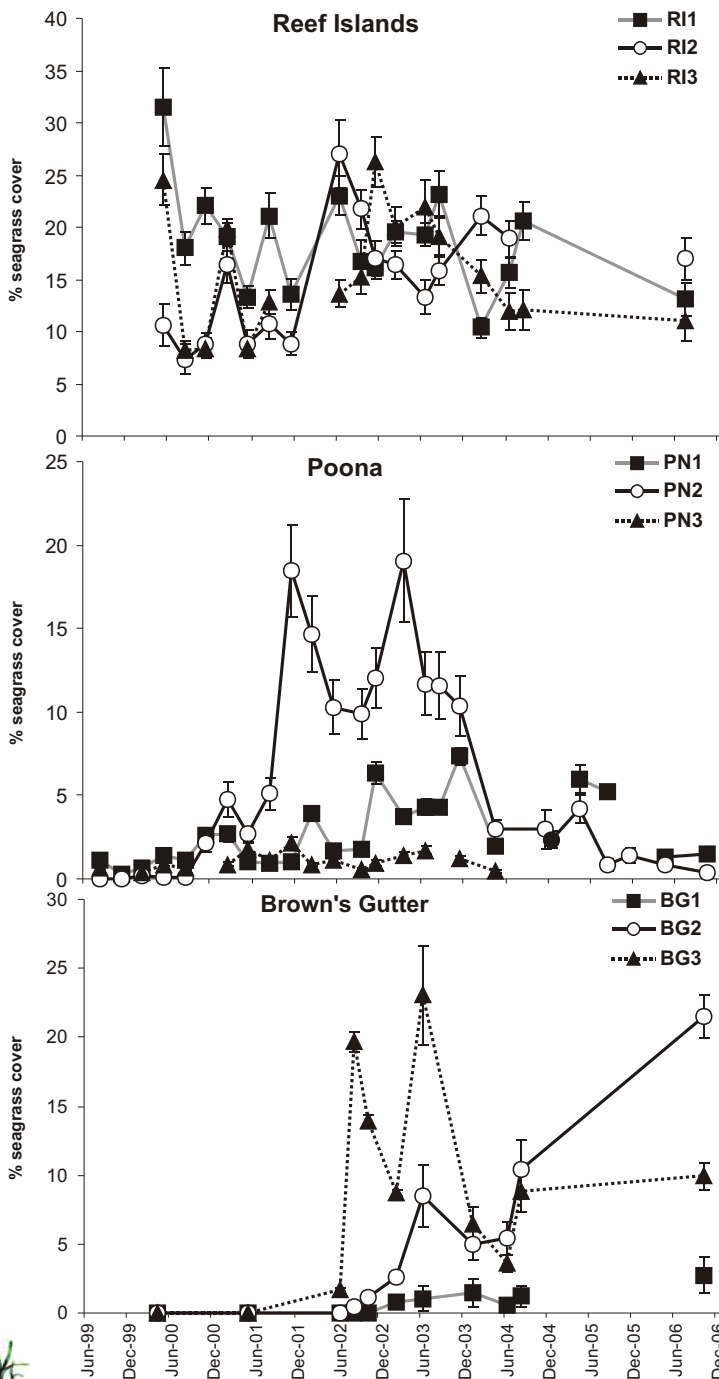 Reef Islands
RI1
RI2
RI3
40
35
30
25
20
15
10
5
0
% seagrass cover
Poona
PN1
PN2
PN3
25
20
15
10
5
0
% seagrass cover
Brown's Gutter
BG1
BG2
BG3
30
25
20
15
10
5
0
% seagrass cover
Jun-99
Dec-99
Jun-00
Dec-00
Jun-01
Dec-01
Jun-02
Dec-02
Jun-03
Dec-03
Jun-04
Dec-04
Jun-05
Dec-05
Jun-06
Dec-06